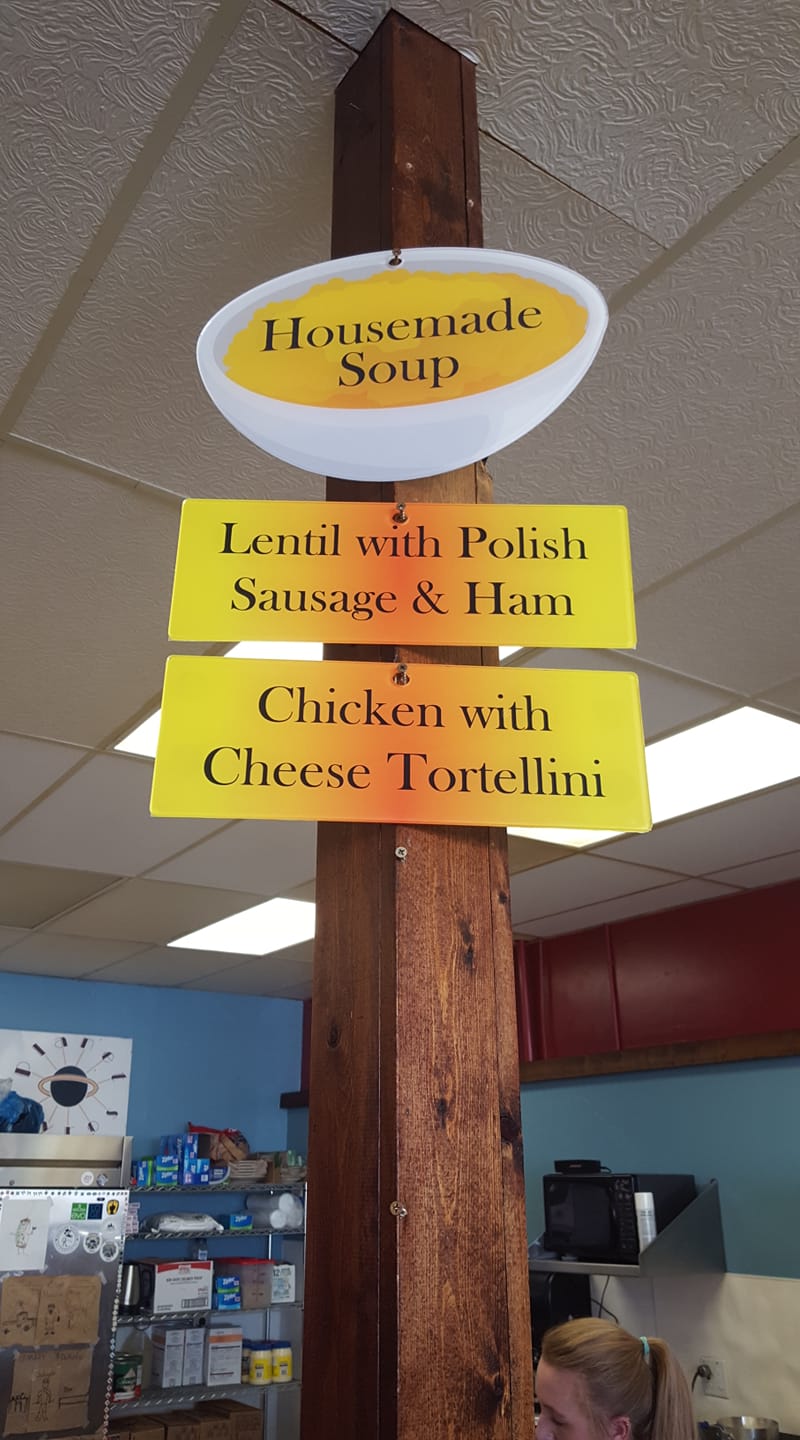 Housemade
Soup
Lentil with Polish
Sausage & Ham
Chicken with
Cheese Tortellini